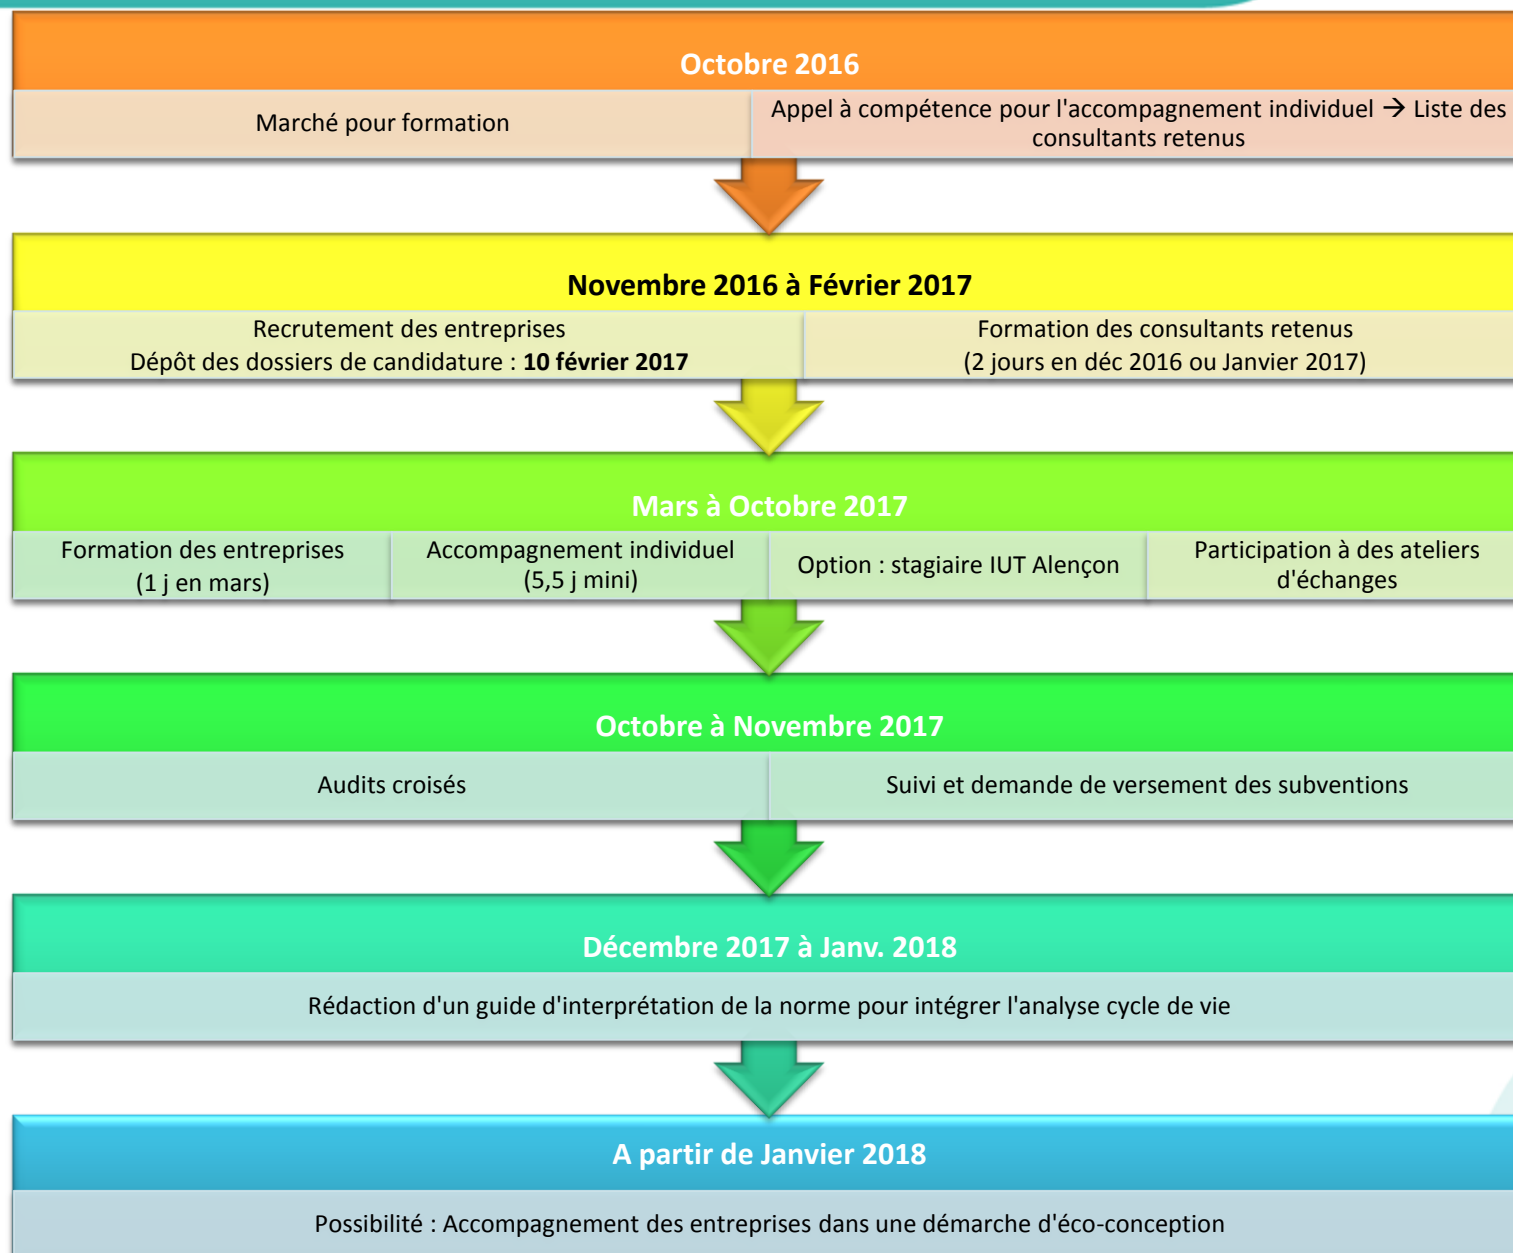 Octobre 2016
Marché pour formation
Appel à compétence pour l'accompagnement individuel → Liste des
consultants retenus
Novembre 2016 à Février 2017
Recrutement des entreprises
Dépôt des dossiers de candidature : 10 février 2017
Formation des consultants retenus
(2 jours en déc 2016 ou Janvier 2017)
Mars à Octobre 2017
Formation des entreprises
(1 j en mars)
Accompagnement individuel
(5,5 j mini)
Option : stagiaire IUT Alençon
Participation à des ateliers
d'échanges
Octobre à Novembre 2017
Audits croisés
Suivi et demande de versement des subventions
Décembre 2017 à Janv. 2018
Rédaction d'un guide d'interprétation de la norme pour intégrer l'analyse cycle de vie
A partir de Janvier 2018
Possibilité : Accompagnement des entreprises dans une démarche d'éco-conception